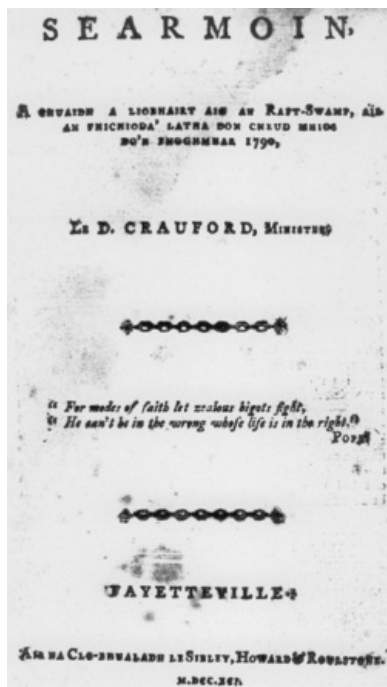 SEARMOIN,
A CHUAIDH A LIOBHAIRT AIG AN RAFT-SWAMP, AIR
AN FHICHIODA' LATHA DON CHEUD MHIOS
DO'N FHOGHMHAR 1790,
LE D. CRAUFORD, MINISTER
“ For modes of faith let zealous bigots fight,
“ He can't be in the wrong whose life is in the right.”
POPE
FAYETTEVILLE:
AIR NA CLO-BHUALADH LE SIBLEY, HOWARD & ROULSTONE.
M.DCC.XCI.